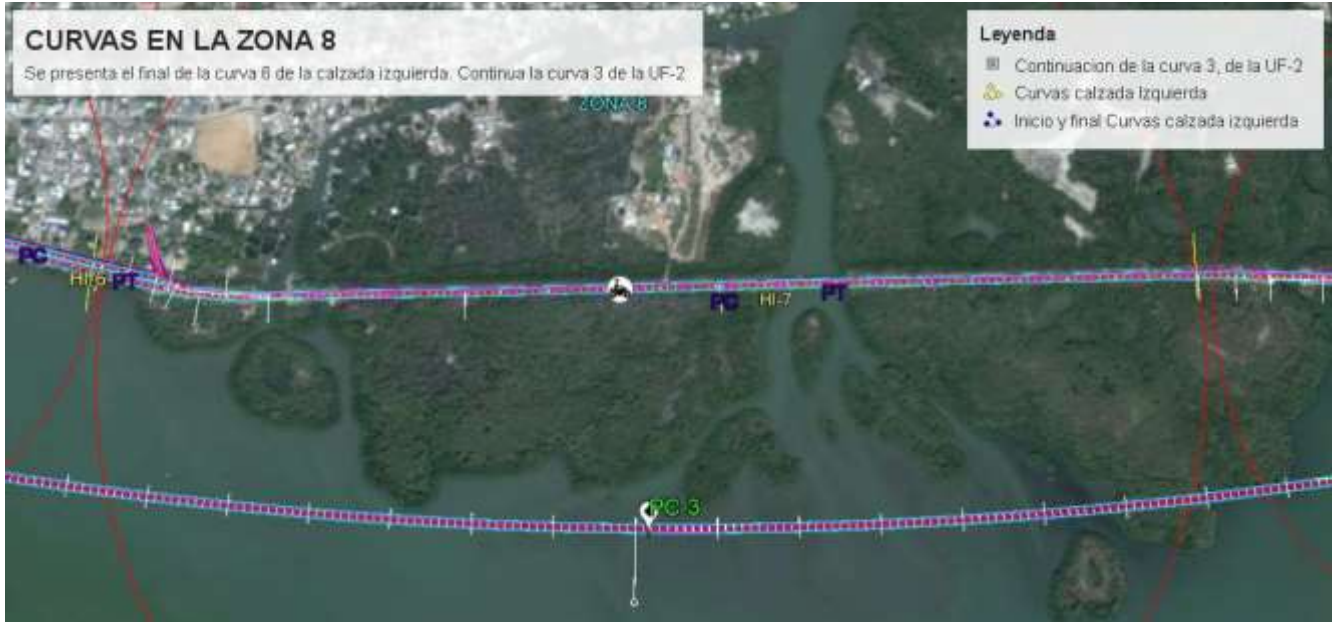 CURVAS EN LA ZONA 8
Se presenta el final de la curva 6 de la calzada izquierda. Continua la curva 3 de la UF-2
Leyenda
Continuacion de la curva 3, de la UF-2
Curvas calzada Izquierda
Inicio y final Curvas calzada izquierda
ZONA 8
PC
HI-6
PT
PC
HI-7
PT
PC-3